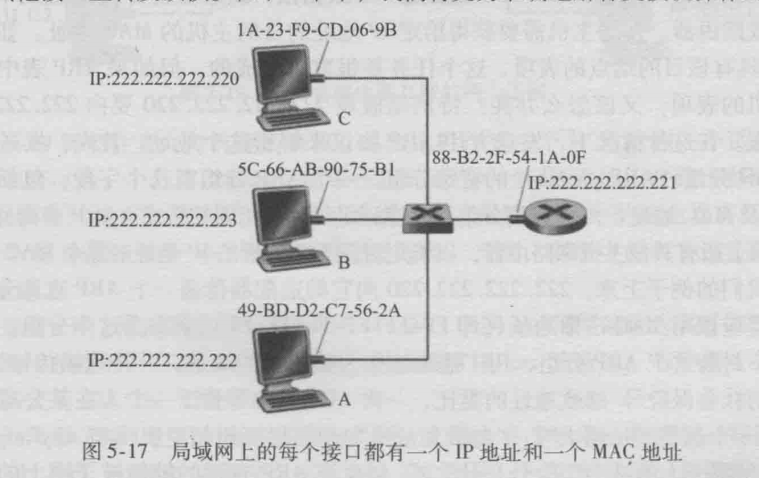 1A-23-F9-CD-06-9B
IP:222.222.222.220
C
5C-66-AB-90-75-B1
88-B2-2F-54-1A-0F
IP:222.222.222.221
IP:222.222.222.223
B
49-BD-D2-C7-56-2A
IP:222.222.222.222
A
图 5-17 局域网上的每个接口都有一个 IP 地址和一个 MAC 地址